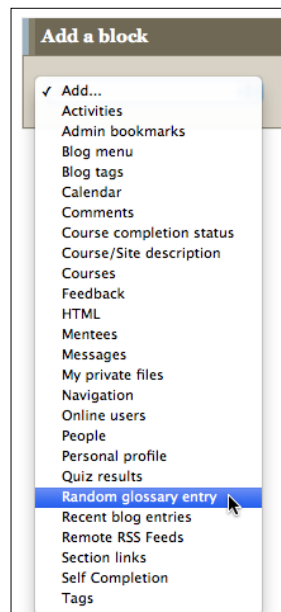 Add a block
✓ Add...
Activities
Admin bookmarks
Blog menu
Blog tags
Calendar
Comments
Course completion status
Course/Site description
Courses
Feedback
HTML
Mentees
Messages
My private files
Navigation
Online users
People
Personal profile
Quiz results
Random glossary entry
Recent blog entries
Remote RSS Feeds
Section links
Self Completion
Tags